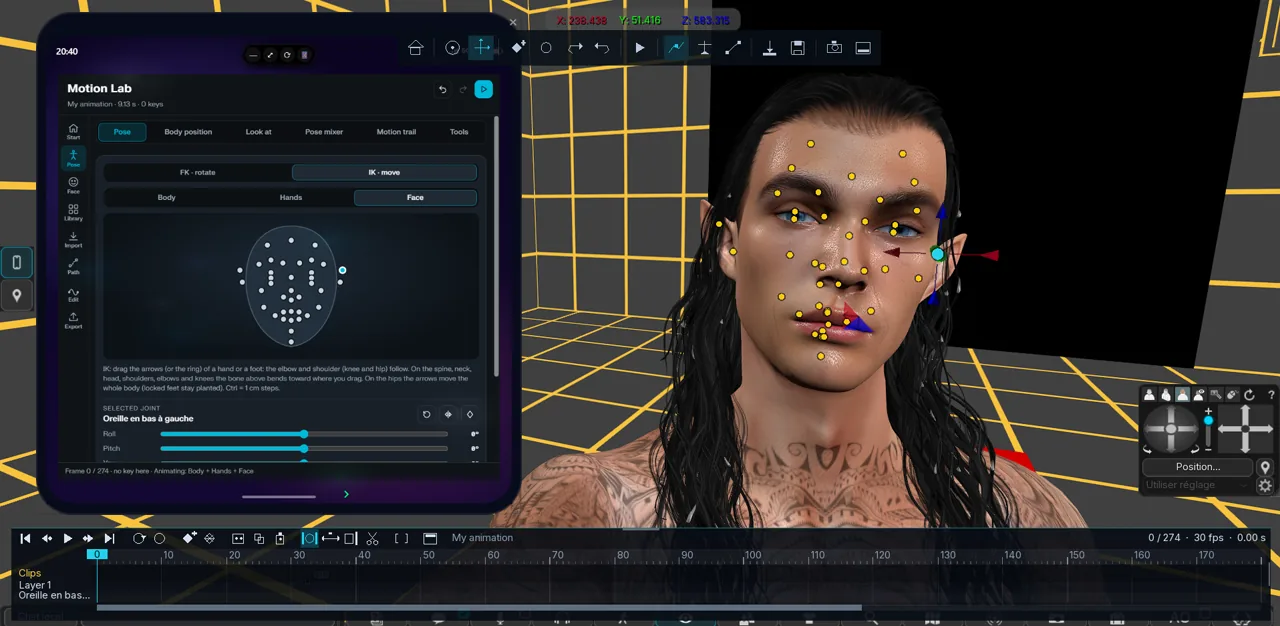 X: 238.438 Y: 51.416 Z: 593.315
20:40
Motion Lab
My animation · 9.13 s · 0 keys
Start
Pose
Face
Library
Import
Path
Edit
Export
Pose Body position Look at Pose mixer Motion trail Tools
FK · rotate IK · move
Body Hands Face
IK: drag the arrows (or the ring) of a hand or a foot: the elbow and shoulder (knee and hip) follow. On the spine, neck,
head, shoulders, elbows and knees the bone above bends toward where you drag. On the hips the arrows move the
whole body (locked feet stay planted). Ctrl = 1 cm steps.
SELECTED JOINT
Oreille en bas à gauche
Roll 0°
Pitch 0°
Frame 0 / 274 · no key here · Animating: Body + Hands + Face
?
Position...
Utiliser réglage
My animation
0 / 274 · 30 fps · 0.00 s
0 10 20 30 40 50 60 70 80 90 100 110 120 130 140 150 160 170
Clips
Layer 1
Oreille en bas...